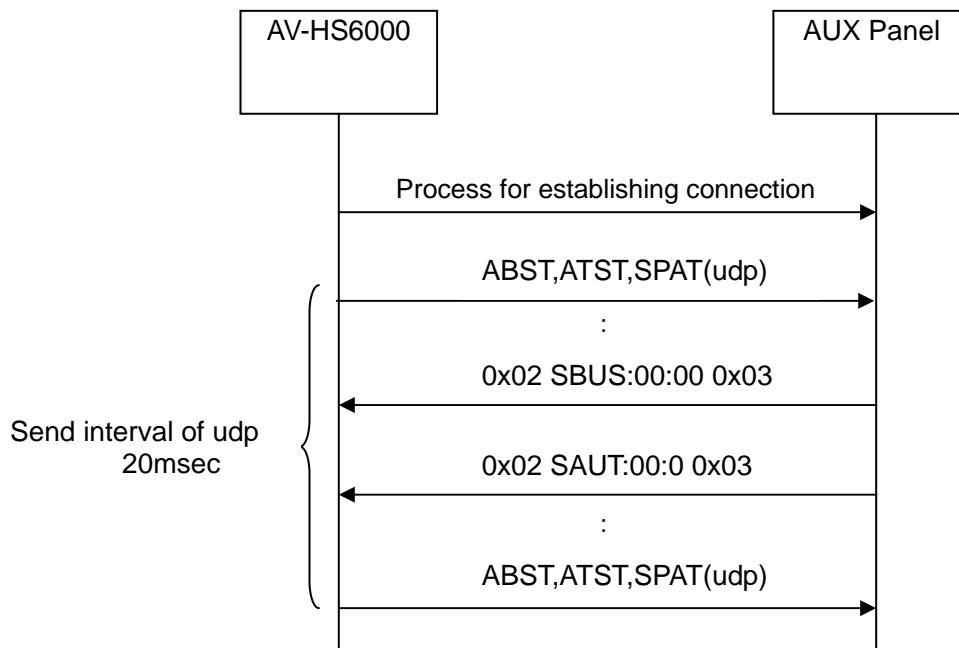 AV-HS6000
AUX Panel
Process for establishing connection
ABST,ATST,SPAT(udp)
:
0x02 SBUS:00:00 0x03
Send interval of udp
20msec
0x02 SAUT:00:0 0x03
:
ABST,ATST,SPAT(udp)